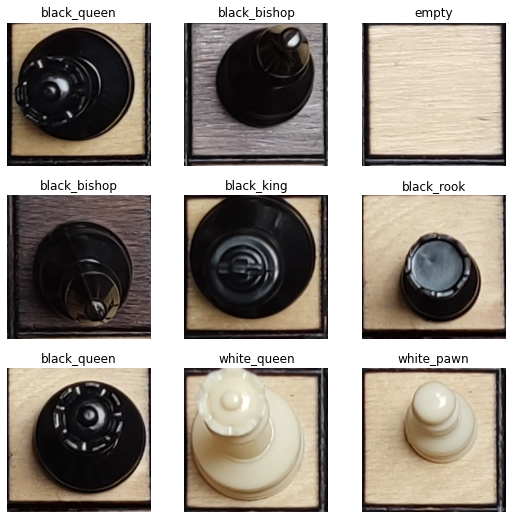 black_queen
black_bishop
empty
black_bishop
black_king
black_rook
black_queen
white_queen
white_pawn